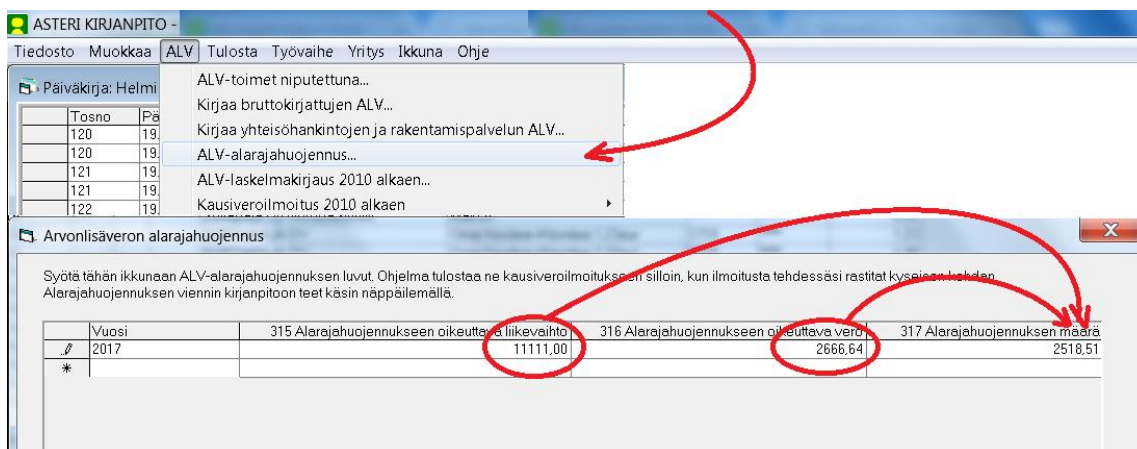 ASTERI KIRJANPITO -
Tiedosto Muokkaa ALV Tulosta Työvaihe Yritys Ikkuna Ohje
Päiväkirja: Helmi
ALV-toimet niputettuna...
Kirjaa bruttokirjattujen ALV...
Kirjaa yhteisöhankintojen ja rakentamispalvelun ALV...
ALV-alarajahuojennus...
ALV-laskelmakirjaus 2010 alkaen...
Kausiveroilmoitus 2010 alkaen
Tosno Pä
120 19.
120 19.
121 19.
121 19.
122 19.
Arvonlisäveron alarajahuojennus
Syötä tähän ikkunaan ALV-alarajahuojennuksen luvut. Ohjelma tulostaa ne kausiveroilmoitukseen silloin, kun ilmoitusta tehdessäsi rastitat kyseisen kohdan.
Alarajahuojennuksen viennin kirjanpitoon teet käsin näppäilemällä.
Vuosi 315 Alarajahuojennukseen oikeuttava liikevaihto 316 Alarajahuojennukseen oikeuttava vero 317 Alarajahuojennuksen määrä
2017 11111,00 2666,64 2518,51